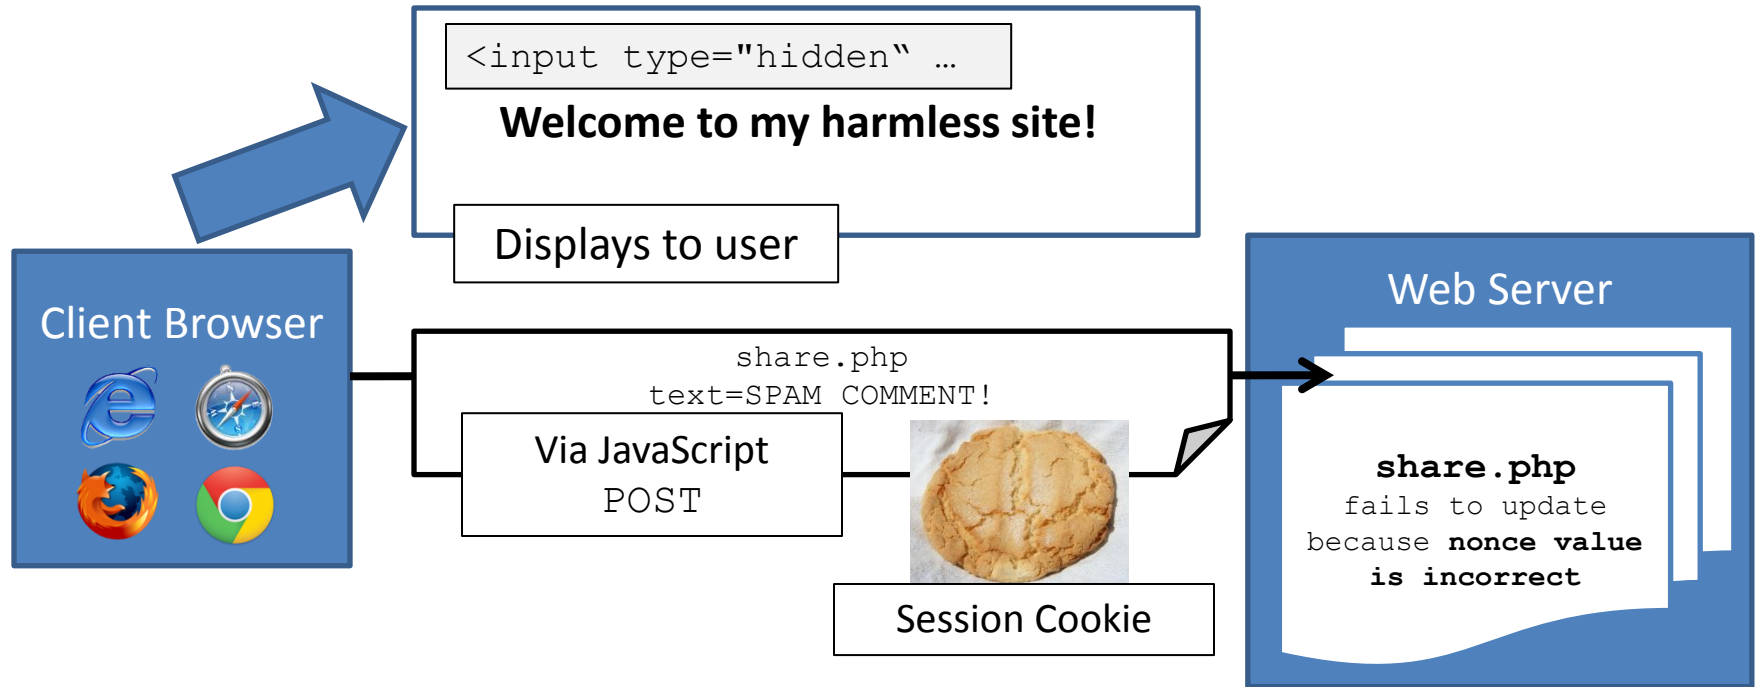 <input type="hidden“ …
Welcome to my harmless site!
Displays to user
Client Browser
share.php
text=SPAM COMMENT!
Via JavaScript
POST
Session Cookie
Web Server
share.php
fails to update
because nonce value
is incorrect